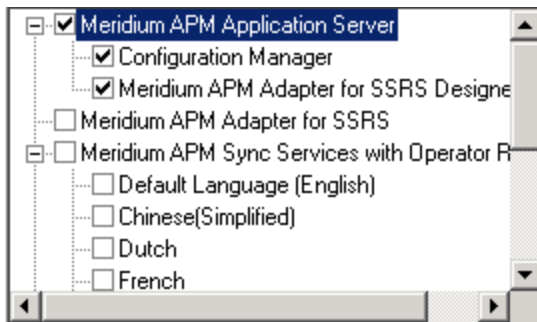 Meridium APM Application Server
Configuration Manager
Meridium APM Adapter for SSRS Designe
Meridium APM Adapter for SSRS
Meridium APM Sync Services with Operator R
Default Language (English)
Chinese(Simplified)
Dutch
French